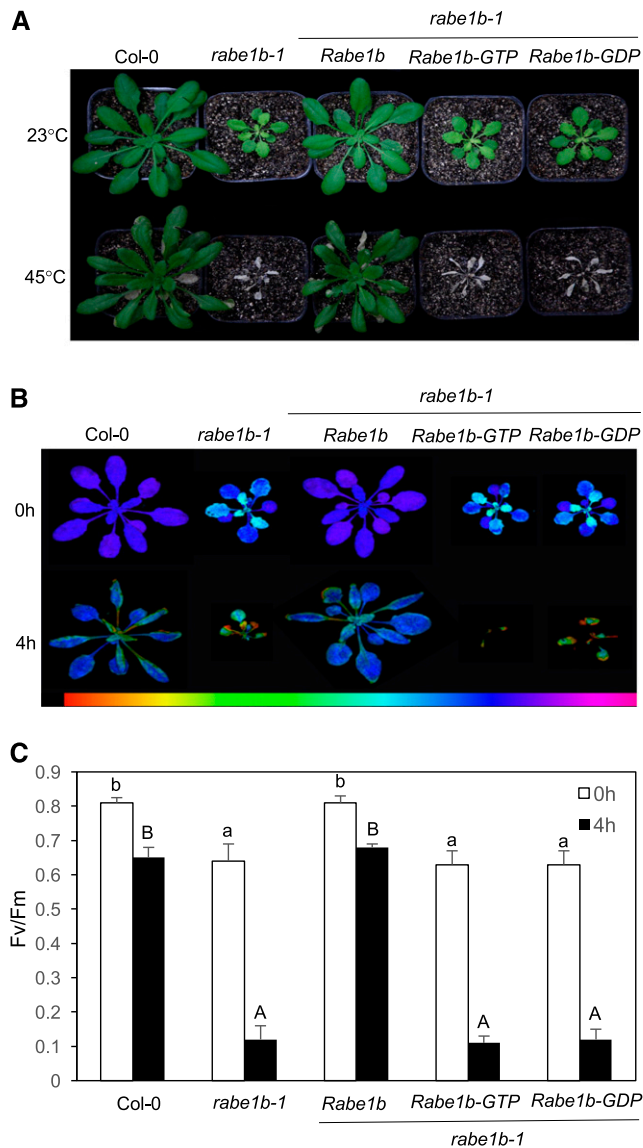 A
rabe1b-1
Col-0 rabe1b-1 Rabe1b Rabe1b-GTP Rabe1b-GDP
23°C
45°C
B
rabe1b-1
Col-0 rabe1b-1 Rabe1b Rabe1b-GTP Rabe1b-GDP
0h
4h
C
0.9
0.8
0.7
0.6
0.5
0.4
0.3
0.2
0.1
0
Fv/Fm
b B a A b B a A a A
0h
4h
Col-0 rabe1b-1 Rabe1b Rabe1b-GTP Rabe1b-GDP
rabe1b-1